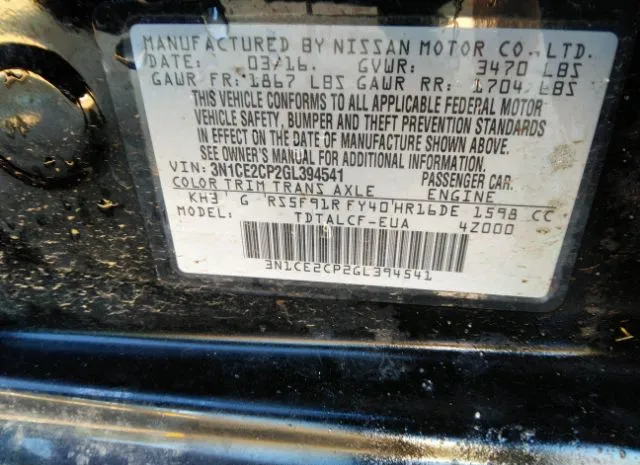 MANUFACTURED BY NISSAN MOTOR CO., LTD.
DATE: 03/16. GVWR: 3470 LBS
GAWR FR: 1867 LBS GAWR RR: 1704 LBS
THIS VEHICLE CONFORMS TO ALL APPLICABLE FEDERAL MOTOR
VEHICLE SAFETY, BUMPER AND THEFT PREVENTION STANDARDS
IN EFFECT ON THE DATE OF MANUFACTURE SHOWN ABOVE.
SEE OWNER'S MANUAL FOR ADDITIONAL INFORMATION.
VIN: 3N1CE2CP2GL394541 PASSENGER CAR.
COLOR TRIM TRANS AXLE ENGINE
KH3 G RS5F91R FY40 HR16DE 1598 CC
MODEL: TDTALCF-EUA 4Z000
3N1CE2CP2GL394541